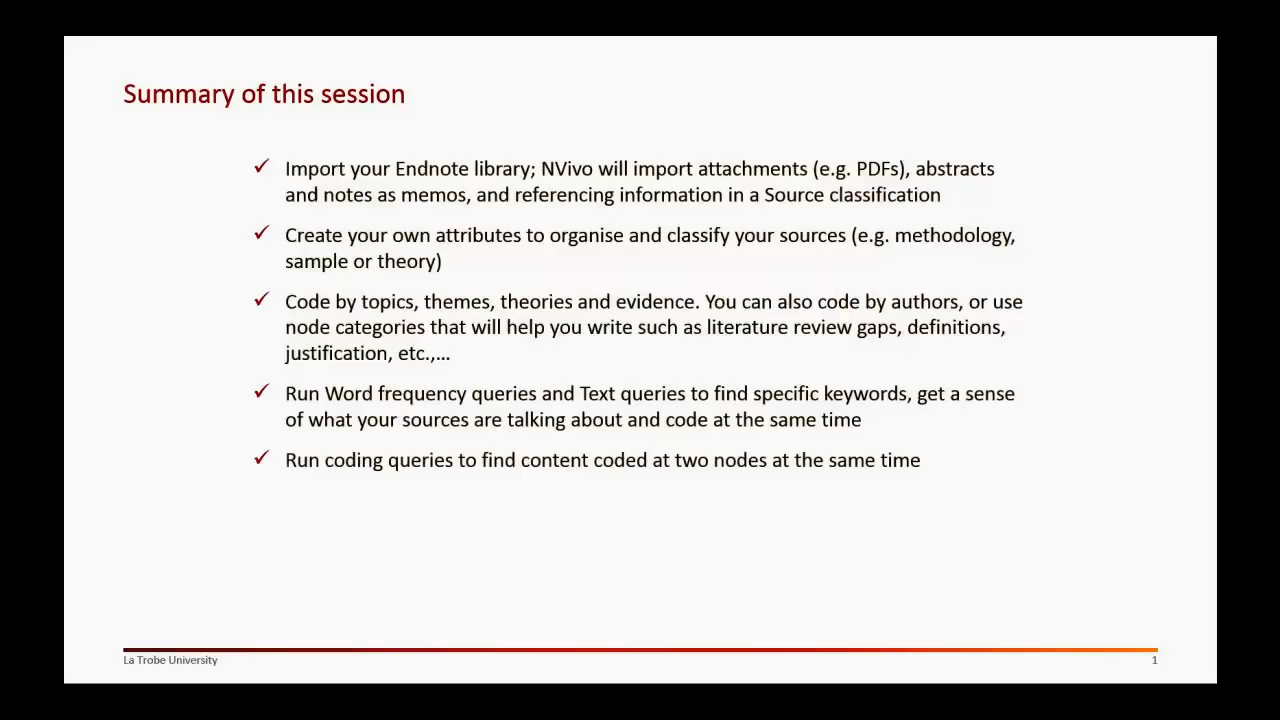 Summary of this session
✓ Import your Endnote library; NVivo will import attachments (e.g. PDFs), abstracts
and notes as memos, and referencing information in a Source classification
✓ Create your own attributes to organise and classify your sources (e.g. methodology,
sample or theory)
✓ Code by topics, themes, theories and evidence. You can also code by authors, or use
node categories that will help you write such as literature review gaps, definitions,
justification, etc.,...
✓ Run Word frequency queries and Text queries to find specific keywords, get a sense
of what your sources are talking about and code at the same time
✓ Run coding queries to find content coded at two nodes at the same time
La Trobe University
1